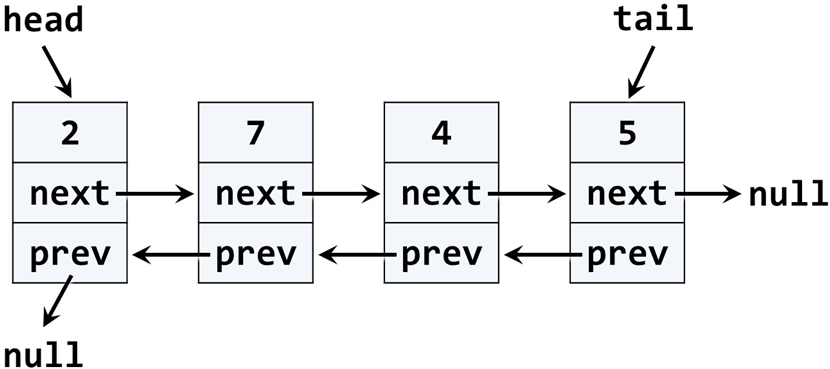 head tail
2 7 4 5
next next next next null
prev prev prev prev
null